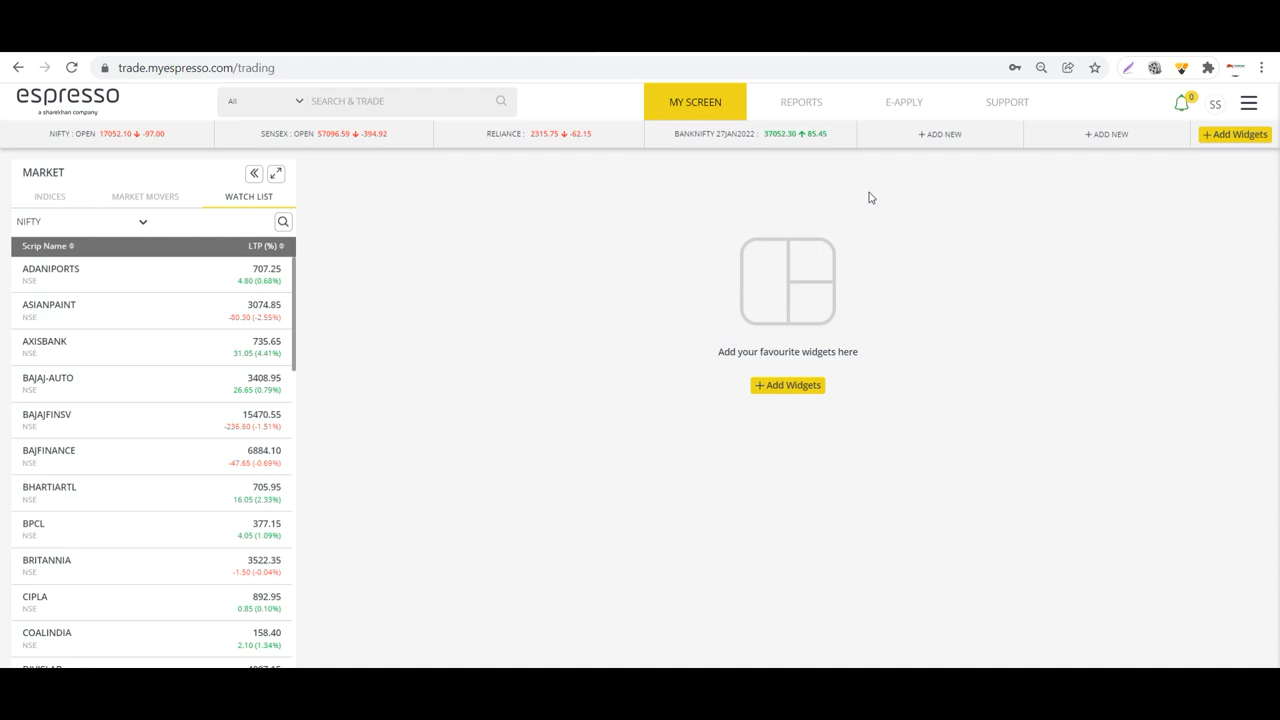 trade.myespresso.com/trading
espresso
a sharekhan company
All
SEARCH & TRADE
MY SCREEN
REPORTS
E-APPLY
SUPPORT
0
SS
NIFTY : OPEN 17052.10 -97.00
SENSEX : OPEN 57096.59 -394.92
RELIANCE : 2315.75 -62.15
BANKNIFTY 27JAN2022 : 37052.30 85.45
+ ADD NEW
+ ADD NEW
+ Add Widgets
MARKET
INDICES
MARKET MOVERS
WATCH LIST
NIFTY
Scrip Name LTP (%)
ADANIPORTS 707.25
NSE 4.80 (0.68%)
ASIANPAINT 3074.85
NSE -80.30 (-2.55%)
AXISBANK 735.65
NSE 31.05 (4.41%)
BAJAJ-AUTO 3408.95
NSE 26.65 (0.79%)
BAJAJFINSV 15470.55
NSE -236.60 (-1.51%)
BAJFINANCE 6884.10
NSE -47.65 (-0.69%)
BHARTIARTL 705.95
NSE 16.05 (2.33%)
BPCL 377.15
NSE 4.05 (1.09%)
BRITANNIA 3522.35
NSE -1.50 (-0.04%)
CIPLA 892.95
NSE 0.85 (0.10%)
COALINDIA 158.40
NSE 2.10 (1.34%)
Add your favourite widgets here
+ Add Widgets